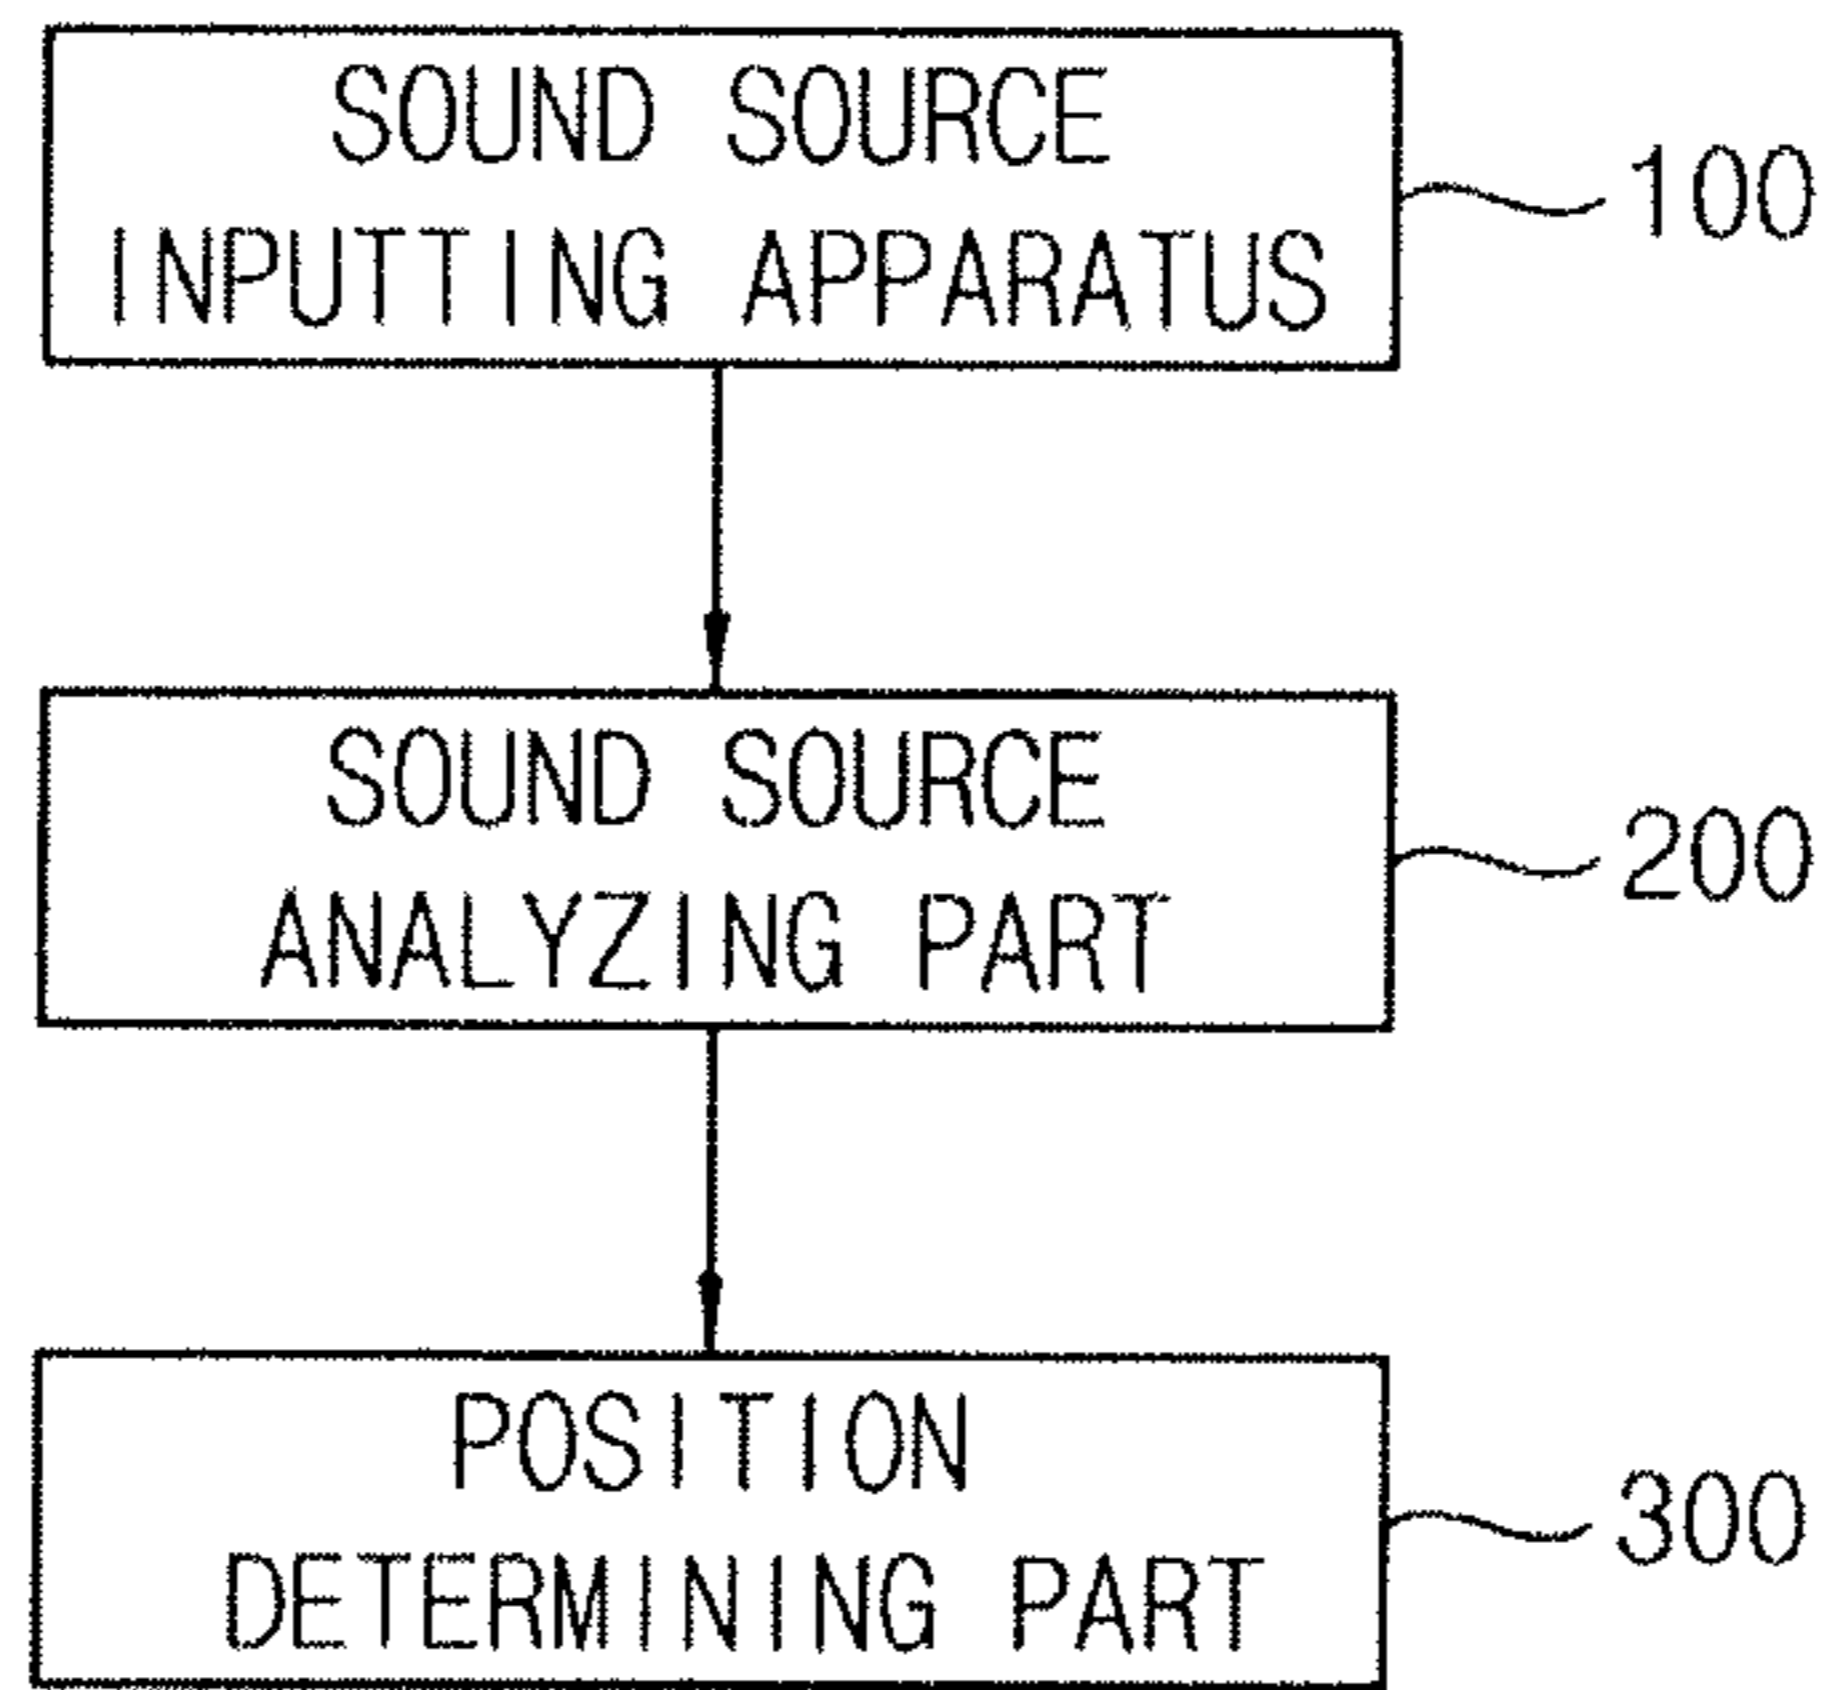 SOUND SOURCE
INPUTTING APPARATUS
100
SOUND SOURCE
ANALYZING PART
200
POSITION
DETERMINING PART
300